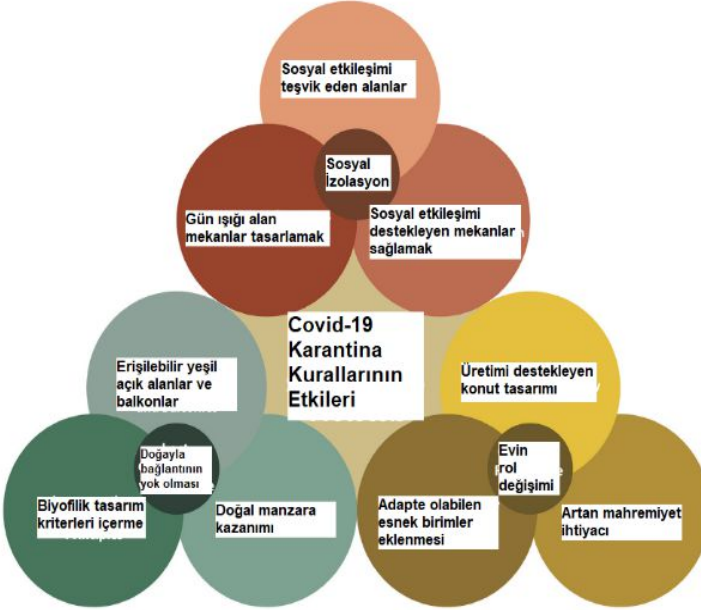 Sosyal etkileşimi
teşvik eden alanlar
Sosyal
İzolasyon
Gün ışığı alan
mekanlar tasarlamak
Sosyal etkileşimi
destekleyen mekanlar
sağlamak
Covid-19
Karantina
Kurallarının
Etkileri
Erişilebilir yeşil
açık alanlar ve
balkonlar
Üretimi destekleyen
konut tasarımı
Doğayla
bağlantının
yok olması
Evin
rol
değişimi
Biyofilik tasarım
kriterleri içerme
Doğal manzara
kazanımı
Adapte olabilen
esnek birimler
eklenmesi
Artan mahremiyet
ihtiyacı